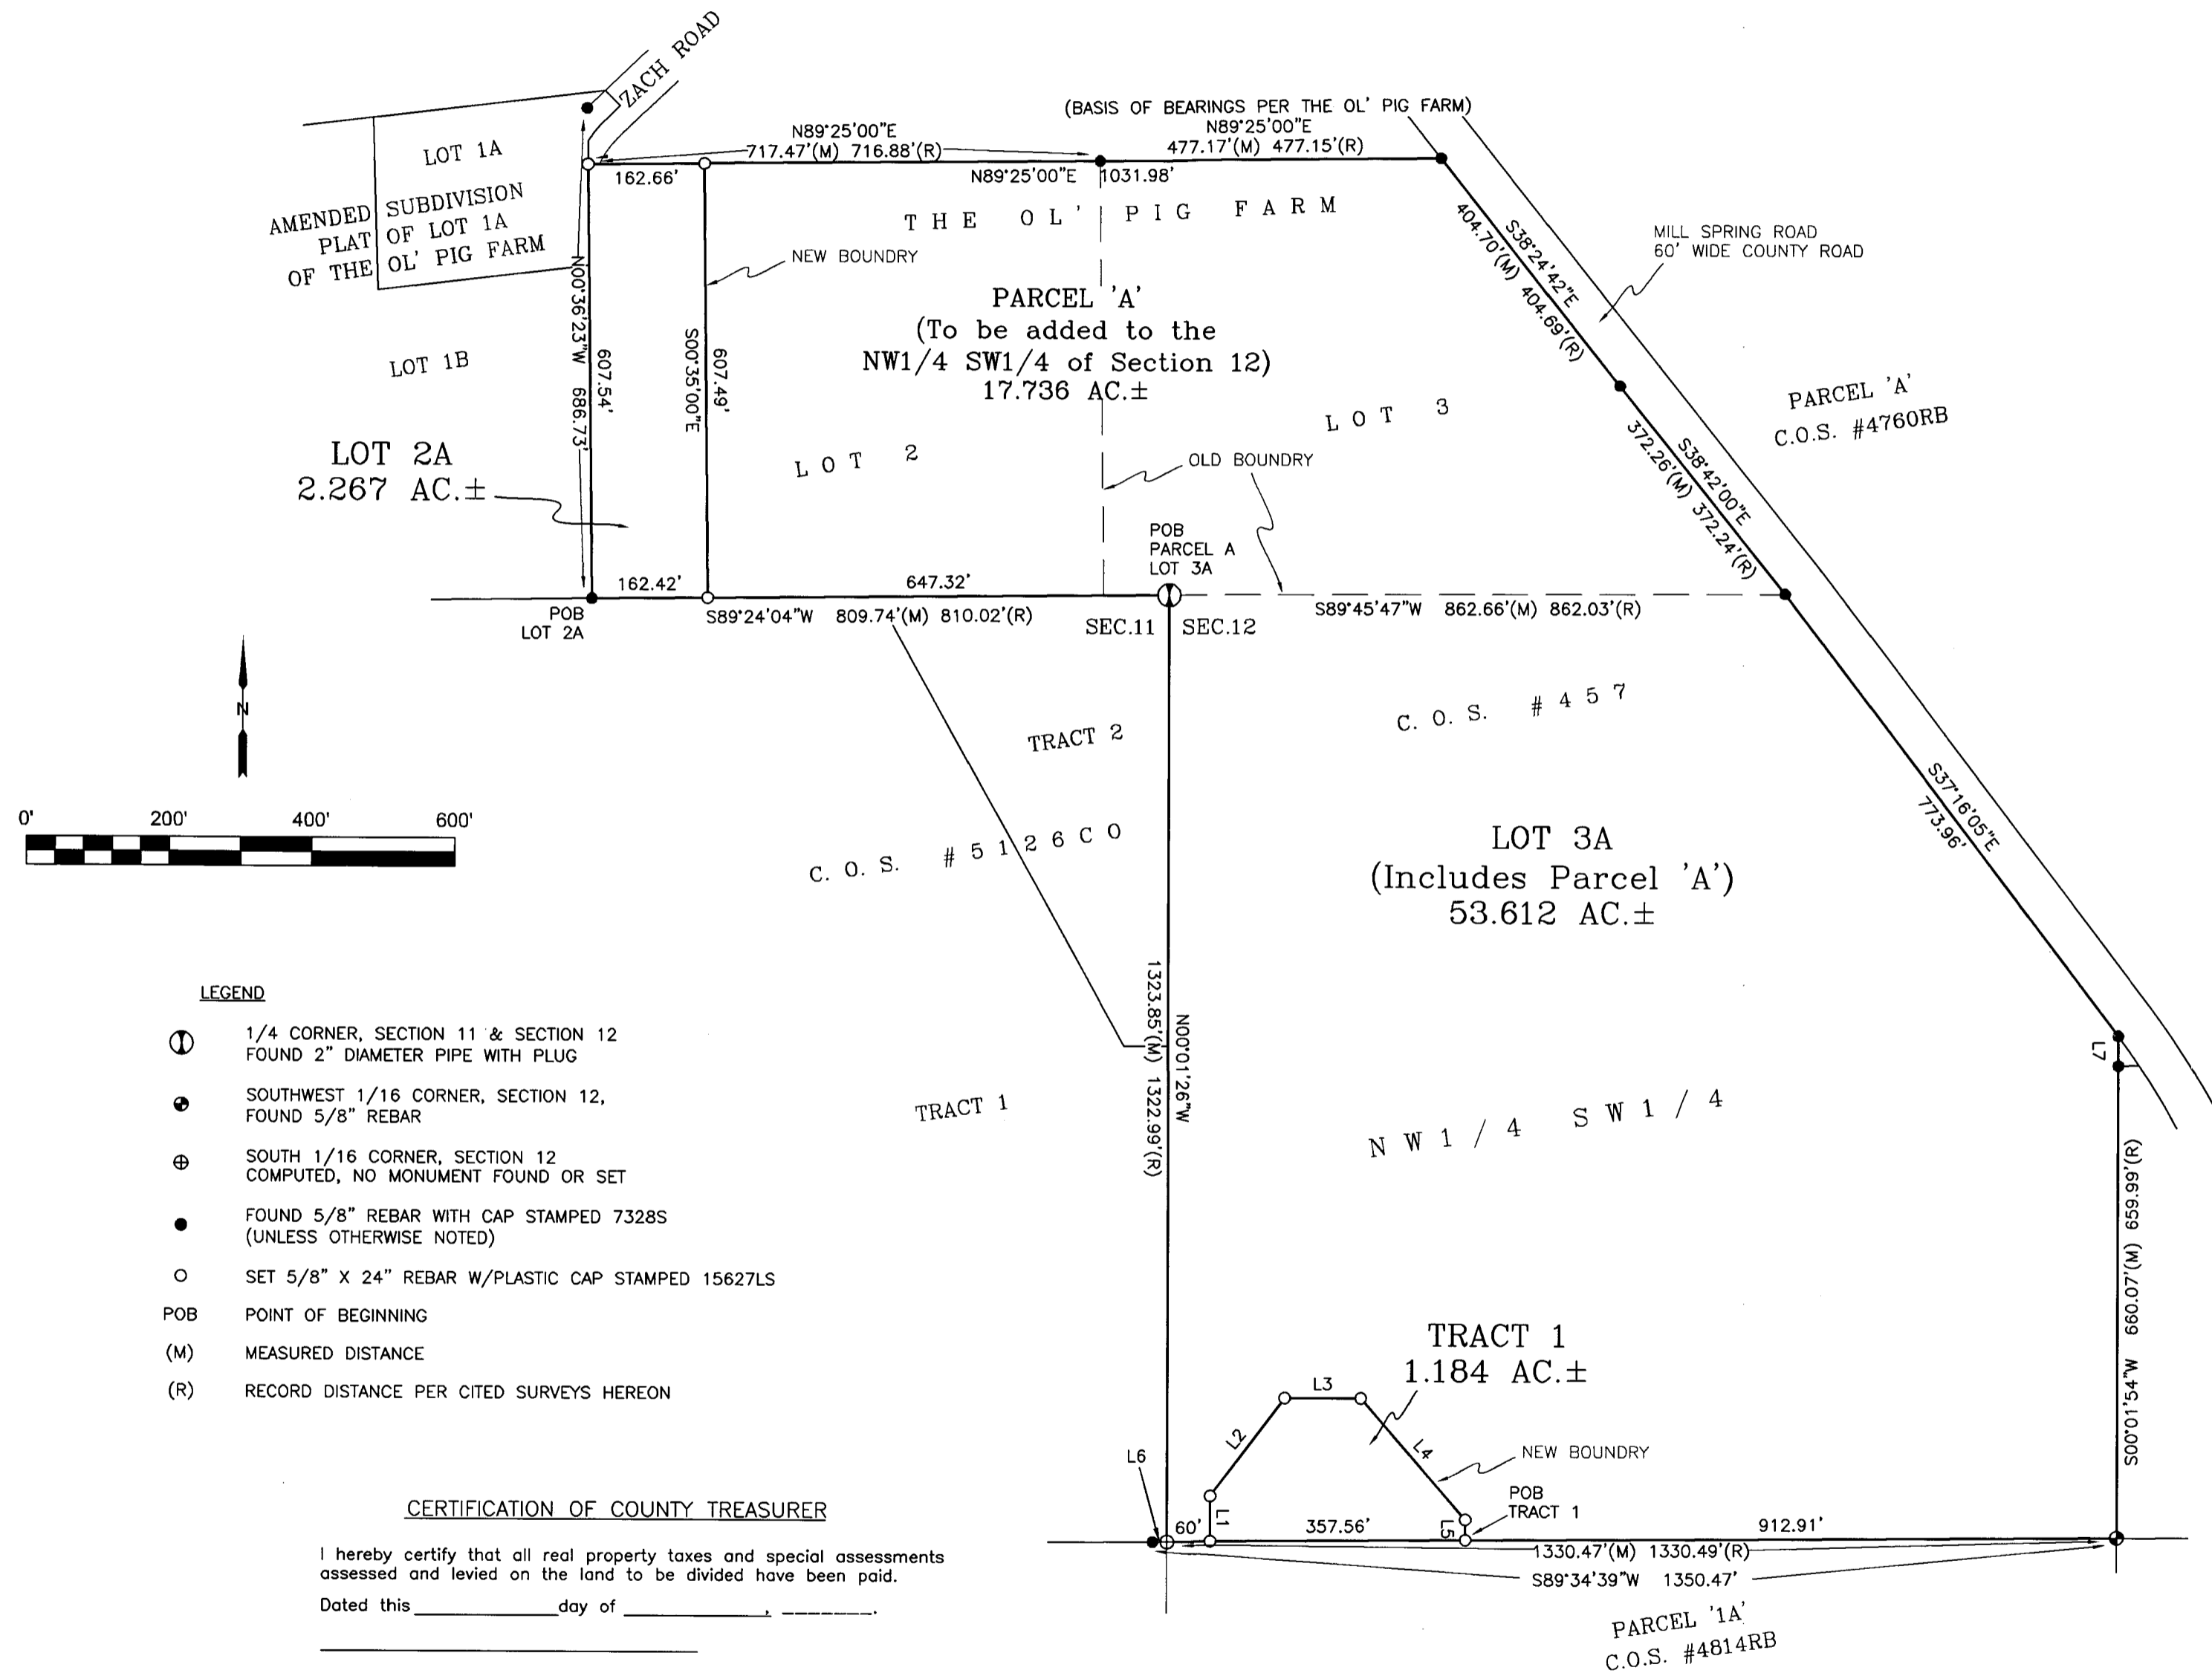 ZACH ROAD
(BASIS OF BEARINGS PER THE OL' PIG FARM)
N89°25'00"E
717.47'(M) 716.88'(R)
N89°25'00"E
477.17'(M) 477.15'(R)
162.66'
N89°25'00"E 1031.98'
LOT 1A
AMENDED SUBDIVISION
PLAT OF LOT 1A
OF THE OL' PIG FARM
THE OL' PIG FARM
NEW BOUNDRY
MILL SPRING ROAD
60' WIDE COUNTY ROAD
S38°24'42"E
404.70'(M) 404.69'(R)
PARCEL 'A'
(To be added to the
NW1/4 SW1/4 of Section 12)
17.736 AC.±
N00°36'23"W 686.73'
607.54'
S00°35'00"E
607.49'
LOT 1B
PARCEL 'A'
C.O.S. #4760RB
LOT 2A
2.267 AC.±
LOT 2
LOT 3
OLD BOUNDRY
S38°42'00"E
372.26'(M) 372.24'(R)
POB
PARCEL A
LOT 3A
162.42'
647.32'
POB
LOT 2A
S89°24'04"W 809.74'(M) 810.02'(R)
S89°45'47"W 862.66'(M) 862.03'(R)
SEC.11
SEC.12
N
TRACT 2
C. O. S. #457
0' 200' 400' 600'
C. O. S. #5126CO
S37°16'05"E
773.96'
LOT 3A
(Includes Parcel 'A')
53.612 AC.±
1323.85'(M) 1322.99'(R)
N00°01'26"W
L7
TRACT 1
NW1/4 SW1/4
S00°01'54"W 660.07'(M) 659.99'(R)
LEGEND
1/4 CORNER, SECTION 11 & SECTION 12
FOUND 2" DIAMETER PIPE WITH PLUG
SOUTHWEST 1/16 CORNER, SECTION 12,
FOUND 5/8" REBAR
SOUTH 1/16 CORNER, SECTION 12
COMPUTED, NO MONUMENT FOUND OR SET
FOUND 5/8" REBAR WITH CAP STAMPED 7328S
(UNLESS OTHERWISE NOTED)
SET 5/8" X 24" REBAR W/PLASTIC CAP STAMPED 15627LS
POB POINT OF BEGINNING
(M) MEASURED DISTANCE
(R) RECORD DISTANCE PER CITED SURVEYS HEREON
TRACT 1
1.184 AC.±
L3
L2
L4
NEW BOUNDRY
L6
POB
TRACT 1
L1
L5
60'
357.56'
912.91'
1330.47'(M) 1330.49'(R)
S89°34'39"W 1350.47'
PARCEL '1A'
C.O.S. #4814RB
CERTIFICATION OF COUNTY TREASURER
I hereby certify that all real property taxes and special assessments
assessed and levied on the land to be divided have been paid.
Dated this ____________day of ____________, _______.